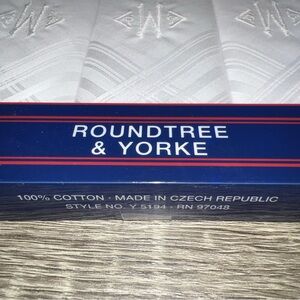 W W W
ROUNDTREE
& YORKE
100% COTTON - MADE IN CZECH REPUBLIC
STYLE NO. Y 5194 - RN 97048